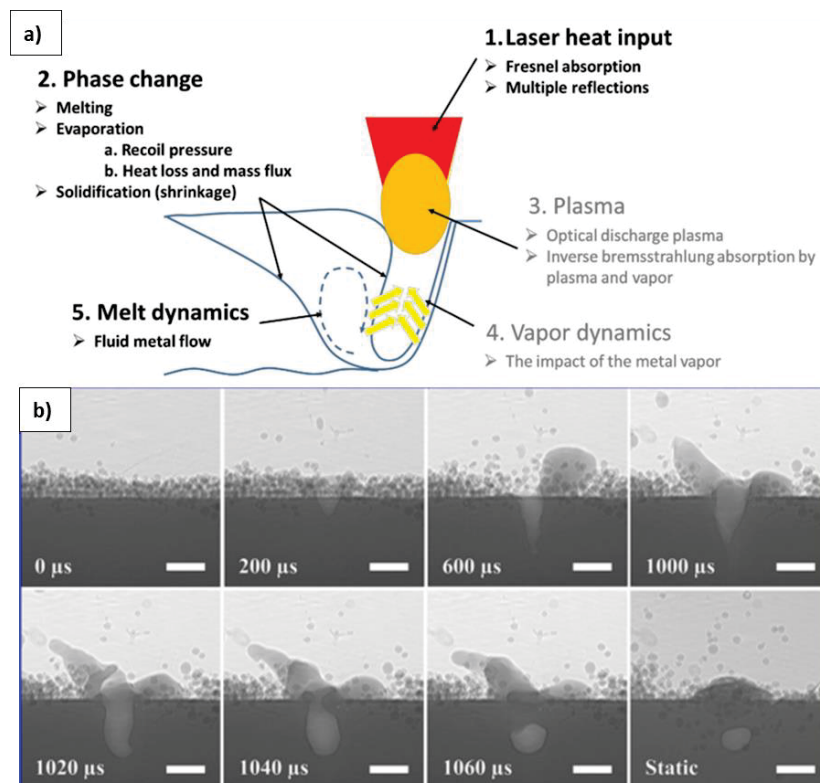 a)
1. Laser heat input
➢ Fresnel absorption
➢ Multiple reflections
2. Phase change
➢ Melting
➢ Evaporation
a. Recoil pressure
b. Heat loss and mass flux
➢ Solidification (shrinkage)
3. Plasma
➢ Optical discharge plasma
➢ Inverse bremsstrahlung absorption by
plasma and vapor
5. Melt dynamics
➢ Fluid metal flow
4. Vapor dynamics
➢ The impact of the metal vapor
b)
0 µs
200 µs
600 µs
1000 µs
1020 µs
1040 µs
1060 µs
Static